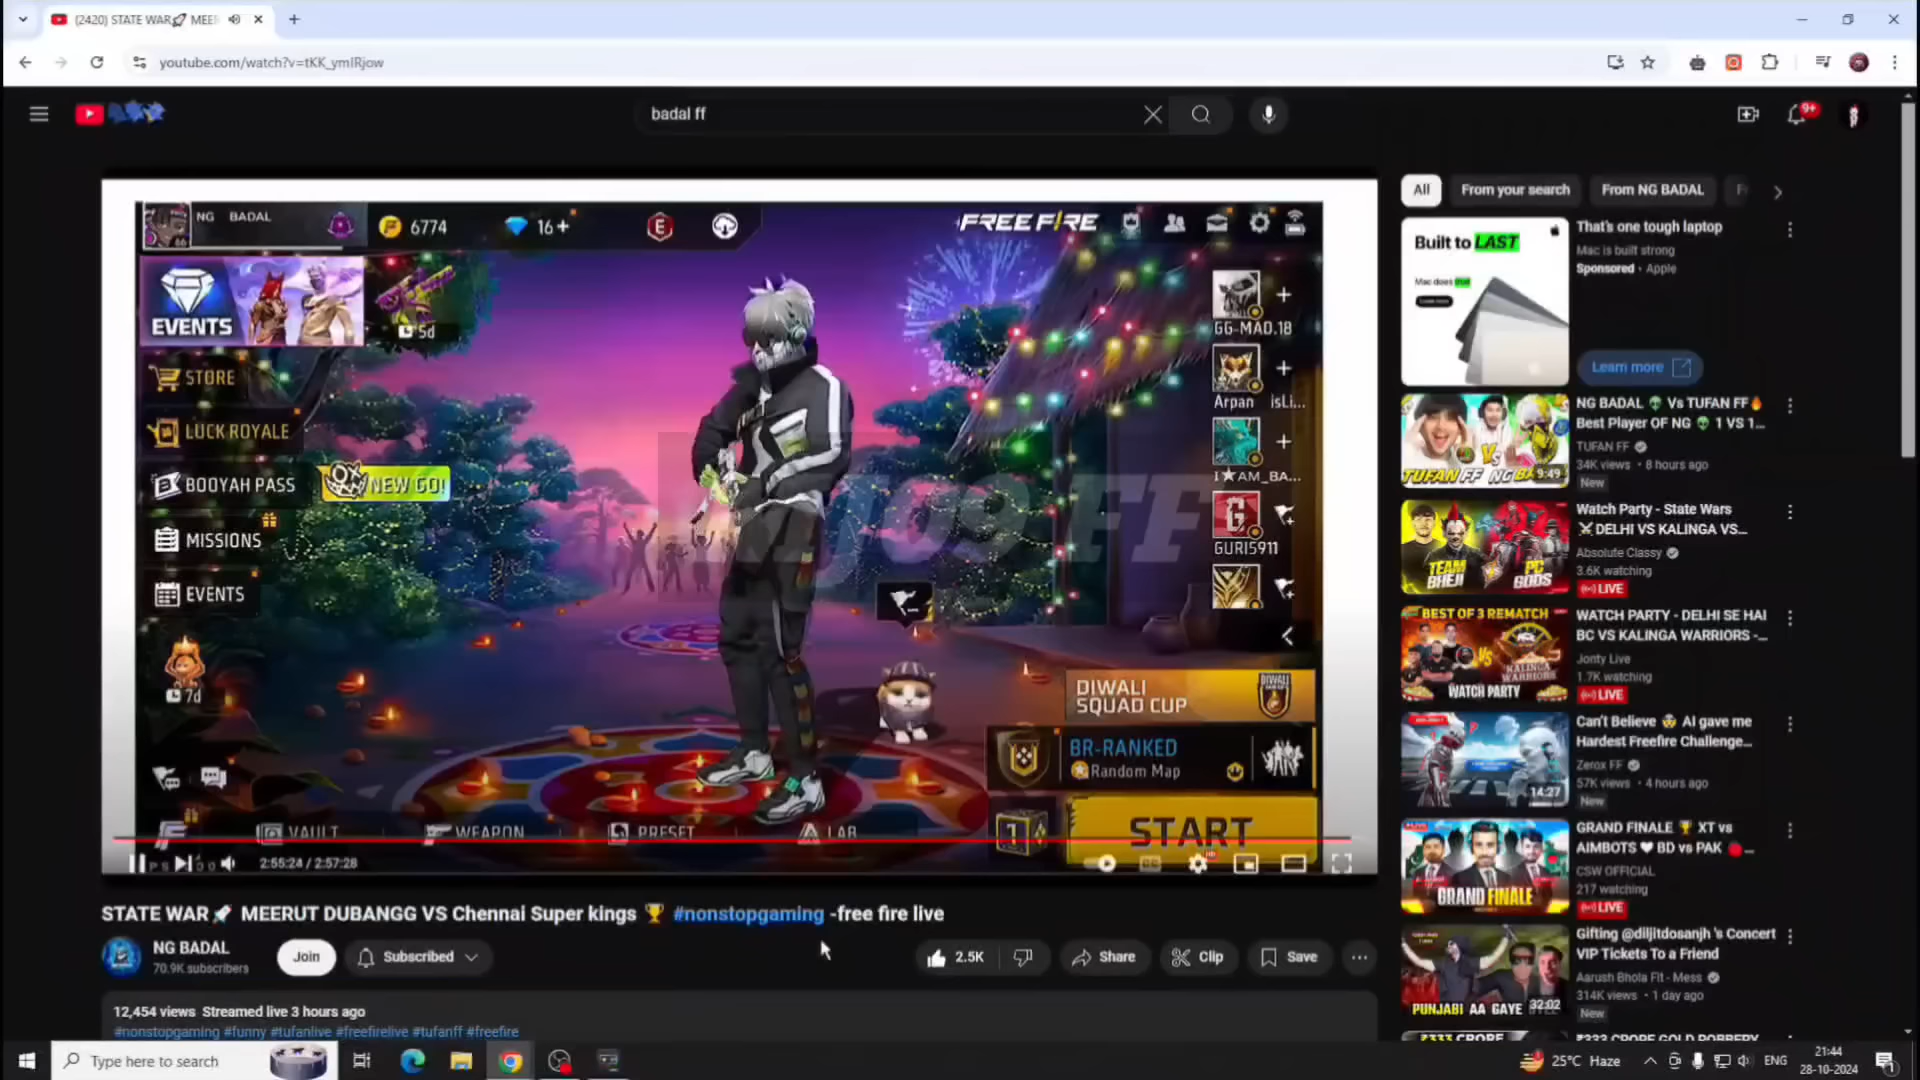 (2420) STATE WAR🚀 MEER
youtube.com/watch?v=tKK_ymIRjow
badal ff
9+
NG BADAL
6774
16+
E
FREE FIRE
EVENTS
5d
STORE
LUCK ROYALE
BOOYAH PASS
NEW GO!
MISSIONS
EVENTS
7d
GG-MAD.18
Arpan isLi...
I★AM_BA...
GURI5911
DIWALI
SQUAD CUP
BR-RANKED
Random Map
START
VAULT
WEAPON
PRESET
LAB
2:55:24 / 2:57:28
STATE WAR🚀 MEERUT DUBANGG VS Chennai Super kings 🏆 #nonstopgaming -free fire live
NG BADAL
70.9K subscribers
Join
Subscribed
2.5K
Share
Clip
Save
12,454 views Streamed live 3 hours ago
#nonstopgaming #funny #tufanlive #freefirelive #tufanff #freefire
All
From your search
From NG BADAL
Built to LAST
That's one tough laptop
Mac is built strong
Sponsored · Apple
Learn more
NG BADAL 👽 Vs TUFAN FF🔥
Best Player OF NG 👽 1 VS 1...
TUFAN FF
34K views · 8 hours ago
New
9:49
Watch Party - State Wars
⚔️DELHI VS KALINGA VS...
Absolute Classy
3.6K watching
LIVE
TEAM BHEJI VS PC GODS
WATCH PARTY - DELHI SE HAI
BC VS KALINGA WARRIORS -...
Jonty Live
1.7K watching
LIVE
BEST OF 3 REMATCH
VS
KALINGA WARRIORS
WATCH PARTY
Can't Believe 🤯 AI gave me
Hardest Freefire Challenge...
Zerox FF
57K views · 4 hours ago
New
14:27
GRAND FINALE 🏆 XT vs
AIMBOTS ❤ BD vs PAK
CSW OFFICIAL
217 watching
LIVE
GRAND FINALE
Gifting @diljitdosanjh 's Concert
VIP Tickets To a Friend
Aarush Bhola Fit - Mess
314K views · 1 day ago
New
PUNJABI AA GAYE
32:02
Type here to search
25°C Haze
ENG
21:44
28-10-2024